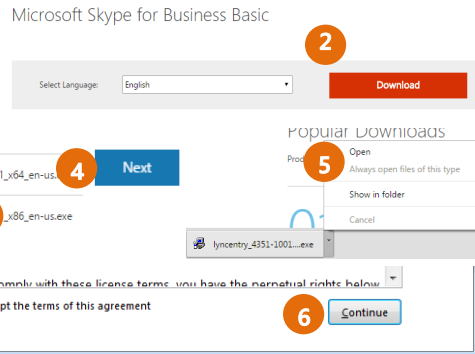 Microsoft Skype for Business Basic
2
Select Language:
English
Download
Popular Downloads
1_x64_en-us.
4
Next
5
Open
Always open files of this type
Show in folder
Cancel
_x86_en-us.exe
lyncentry_4351-1001....exe
omply with these license terms, you have the perpetual rights below
pt the terms of this agreement
6
Continue